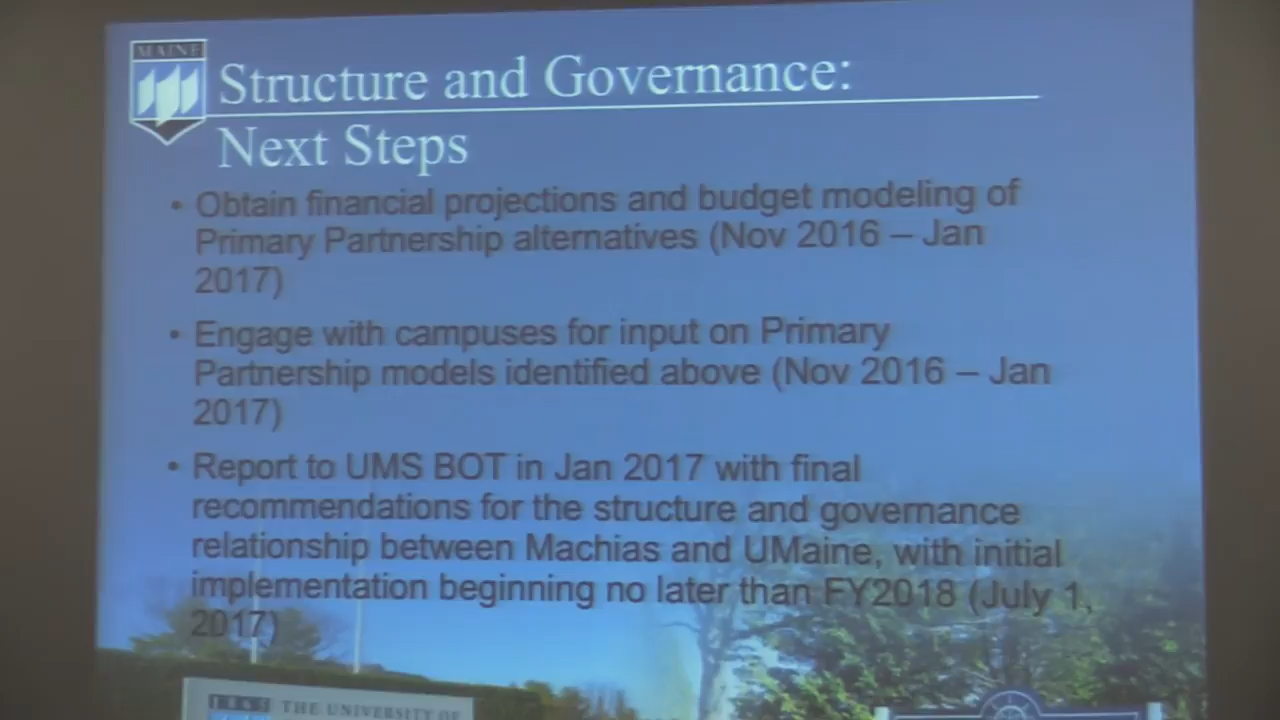 MAINE
Structure and Governance:
Next Steps
• Obtain financial projections and budget modeling of
Primary Partnership alternatives (Nov 2016 – Jan
2017)
• Engage with campuses for input on Primary
Partnership models identified above (Nov 2016 – Jan
2017)
• Report to UMS BOT in Jan 2017 with final
recommendations for the structure and governance
relationship between Machias and UMaine, with initial
implementation beginning no later than FY2018 (July 1,
2017)
1865 THE UNIVERSITY OF